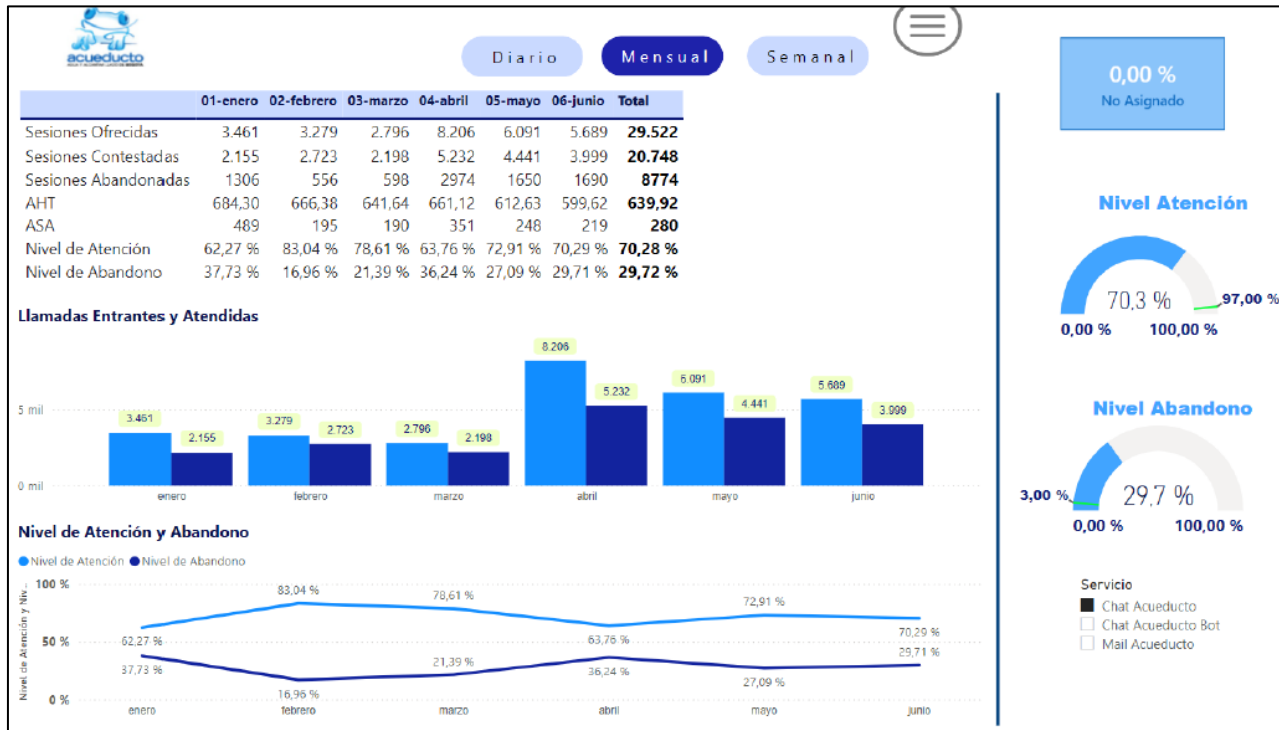 acueducto
Diario Mensual Semanal
01-enero 02-febrero 03-marzo 04-abril 05-mayo 06-junio Total
Sesiones Ofrecidas 3.461 3.279 2.796 8.206 6.091 5.689 29.522
Sesiones Contestadas 2.155 2.723 2.198 5.232 4.441 3.999 20.748
Sesiones Abandonadas 1306 556 598 2974 1650 1690 8774
AHT 684,30 666,38 641,64 661,12 612,63 599,62 639,92
ASA 489 195 190 351 248 219 280
Nivel de Atención 62,27 % 83,04 % 78,61 % 63,76 % 72,91 % 70,29 % 70,28 %
Nivel de Abandono 37,73 % 16,96 % 21,39 % 36,24 % 27,09 % 29,71 % 29,72 %
Llamadas Entrantes y Atendidas
5 mil
0 mil
3.461 2.155 3.279 2.723 2.796 2.198 8.206 5.232 6.091 4.441 5.689 3.999
enero febrero marzo abril mayo junio
Nivel de Atención y Abandono
Nivel de Atención Nivel de Abandono
Nivel de Atención y Niv...
100 %
50 %
0 %
62,27 % 83,04 % 78,61 % 63,76 % 72,91 % 70,29 %
37,73 % 16,96 % 21,39 % 36,24 % 27,09 % 29,71 %
enero febrero marzo abril mayo junio
0,00 %
No Asignado
Nivel Atención
70,3 %
97,00 %
0,00 % 100,00 %
Nivel Abandono
3,00 %
29,7 %
0,00 % 100,00 %
Servicio
Chat Acueducto
Chat Acueducto Bot
Mail Acueducto